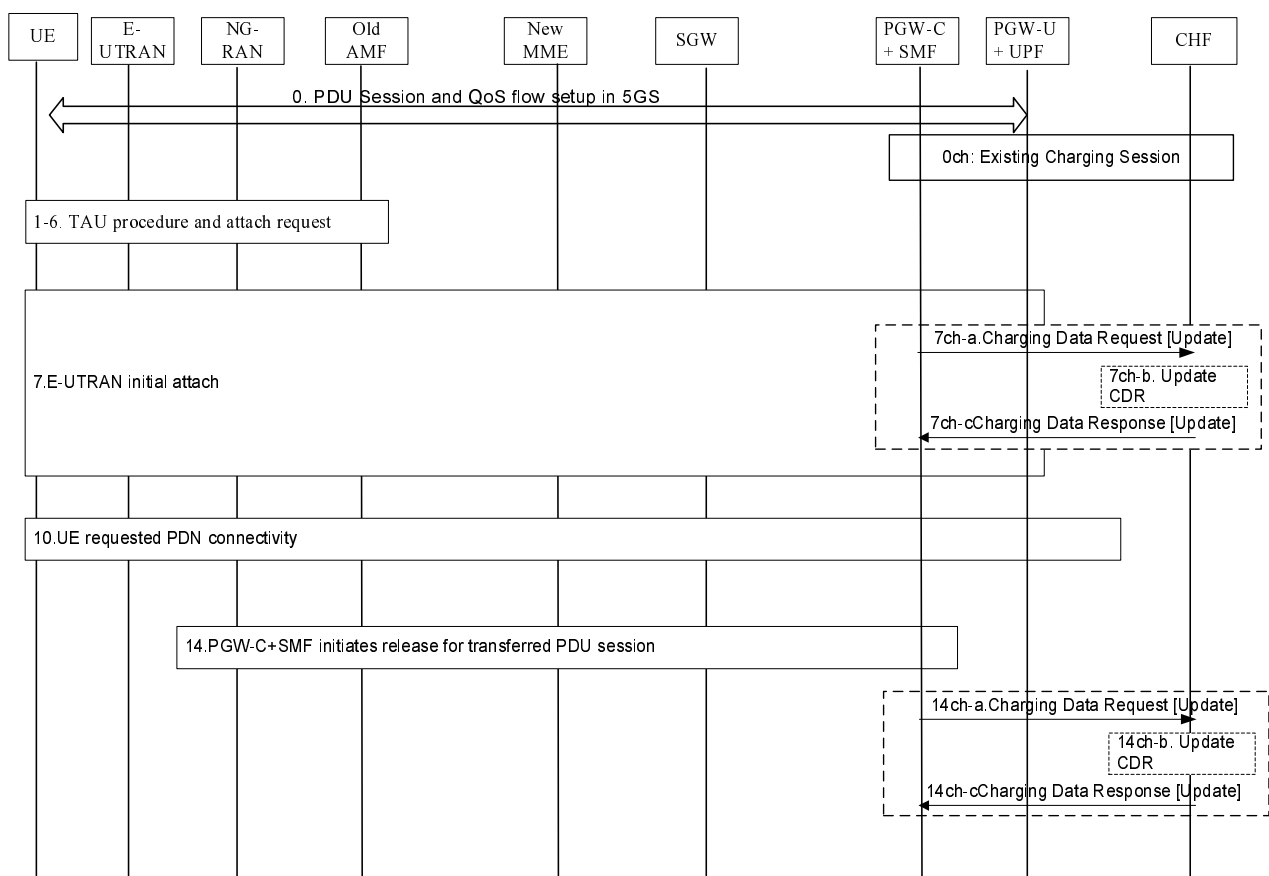 UE
E-
UTRAN
NG-
RAN
Old
AMF
New
MME
SGW
PGW-C
+ SMF
PGW-U
+ UPF
CHF
0. PDU Session and QoS flow setup in 5GS
0ch: Existing Charging Session
1-6. TAU procedure and attach request
7ch-a.Charging Data Request [Update]
7.E-UTRAN initial attach
7ch-b. Update
CDR
7ch-cCharging Data Response [Update]
10.UE requested PDN connectivity
14.PGW-C+SMF initiates release for transferred PDU session
14ch-a.Charging Data Request [Update]
14ch-b. Update
CDR
14ch-cCharging Data Response [Update]